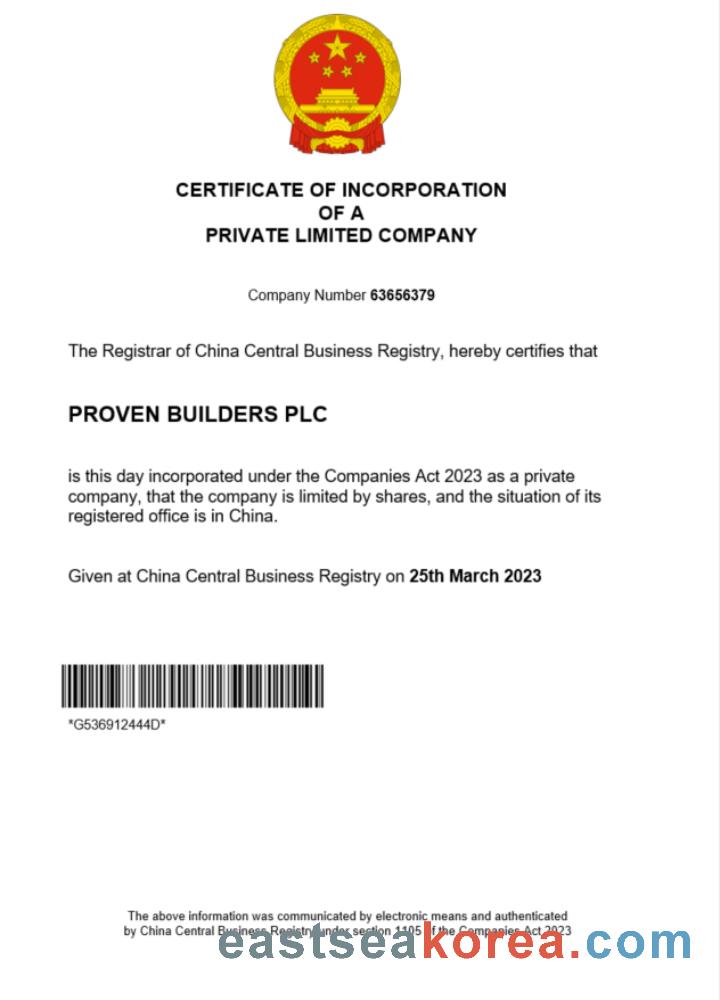 CERTIFICATE OF INCORPORATION
OF A
PRIVATE LIMITED COMPANY
Company Number 63656379
The Registrar of China Central Business Registry, hereby certifies that
PROVEN BUILDERS PLC
is this day incorporated under the Companies Act 2023 as a private
company, that the company is limited by shares, and the situation of its
registered office is in China.
Given at China Central Business Registry on 25th March 2023
*G536912444D*
The above information was communicated by electronic means and authenticated
by China Central Business Registry under section 1105 of the Companies Act 2023
eastseakorea.com